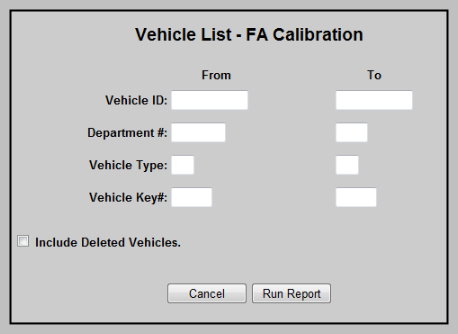 Vehicle List - FA Calibration
From To
Vehicle ID:
Department #:
Vehicle Type:
Vehicle Key#:
Include Deleted Vehicles.
Cancel Run Report